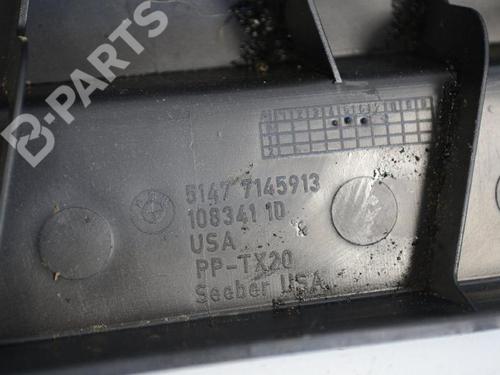 B-PARTS
5147 7145913
108341 10
USA
PP-TX20
Seeber USA